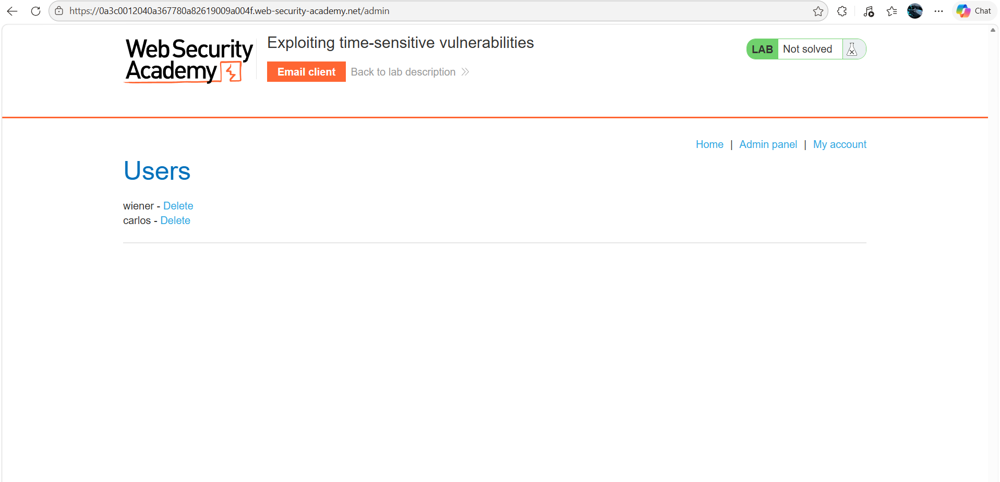 https://0a3c0012040a367780a82619009a004f.web-security-academy.net/admin
Chat
Web Security
Academy
Exploiting time-sensitive vulnerabilities
Email client
Back to lab description
LAB
Not solved
Home | Admin panel | My account
Users
wiener - Delete
carlos - Delete